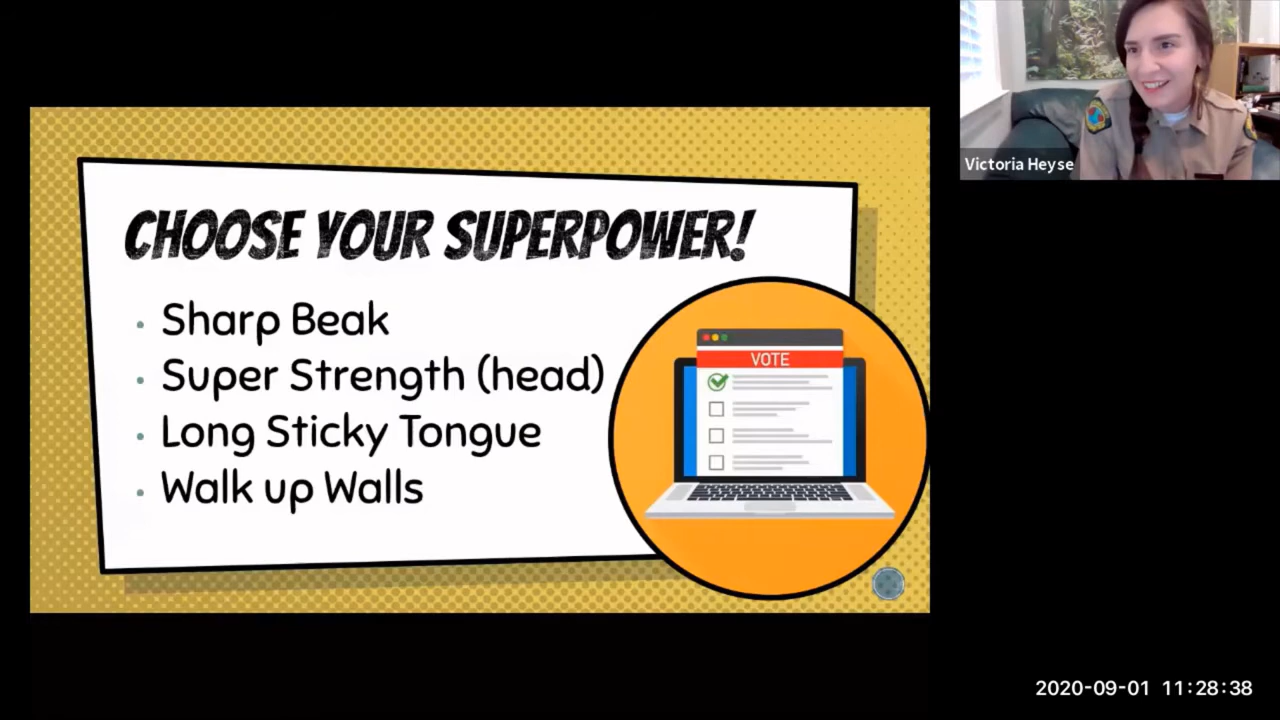 Victoria Heyse
CHOOSE YOUR SUPERPOWER!
• Sharp Beak
• Super Strength (head)
• Long Sticky Tongue
• Walk up Walls
VOTE
2020-09-01 11:28:38